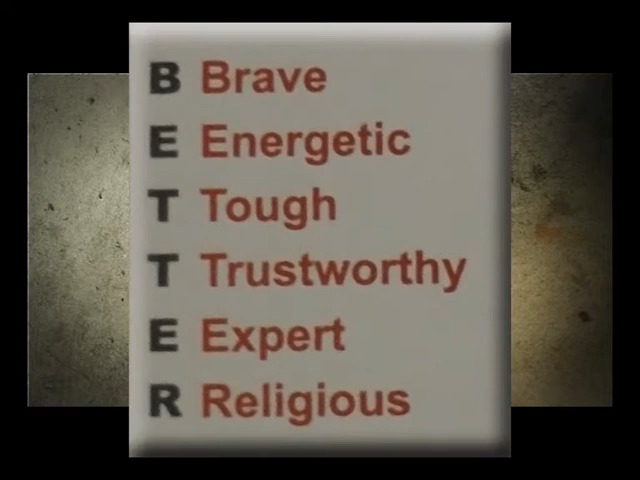 B Brave
E Energetic
T Tough
T Trustworthy
E Expert
R Religious